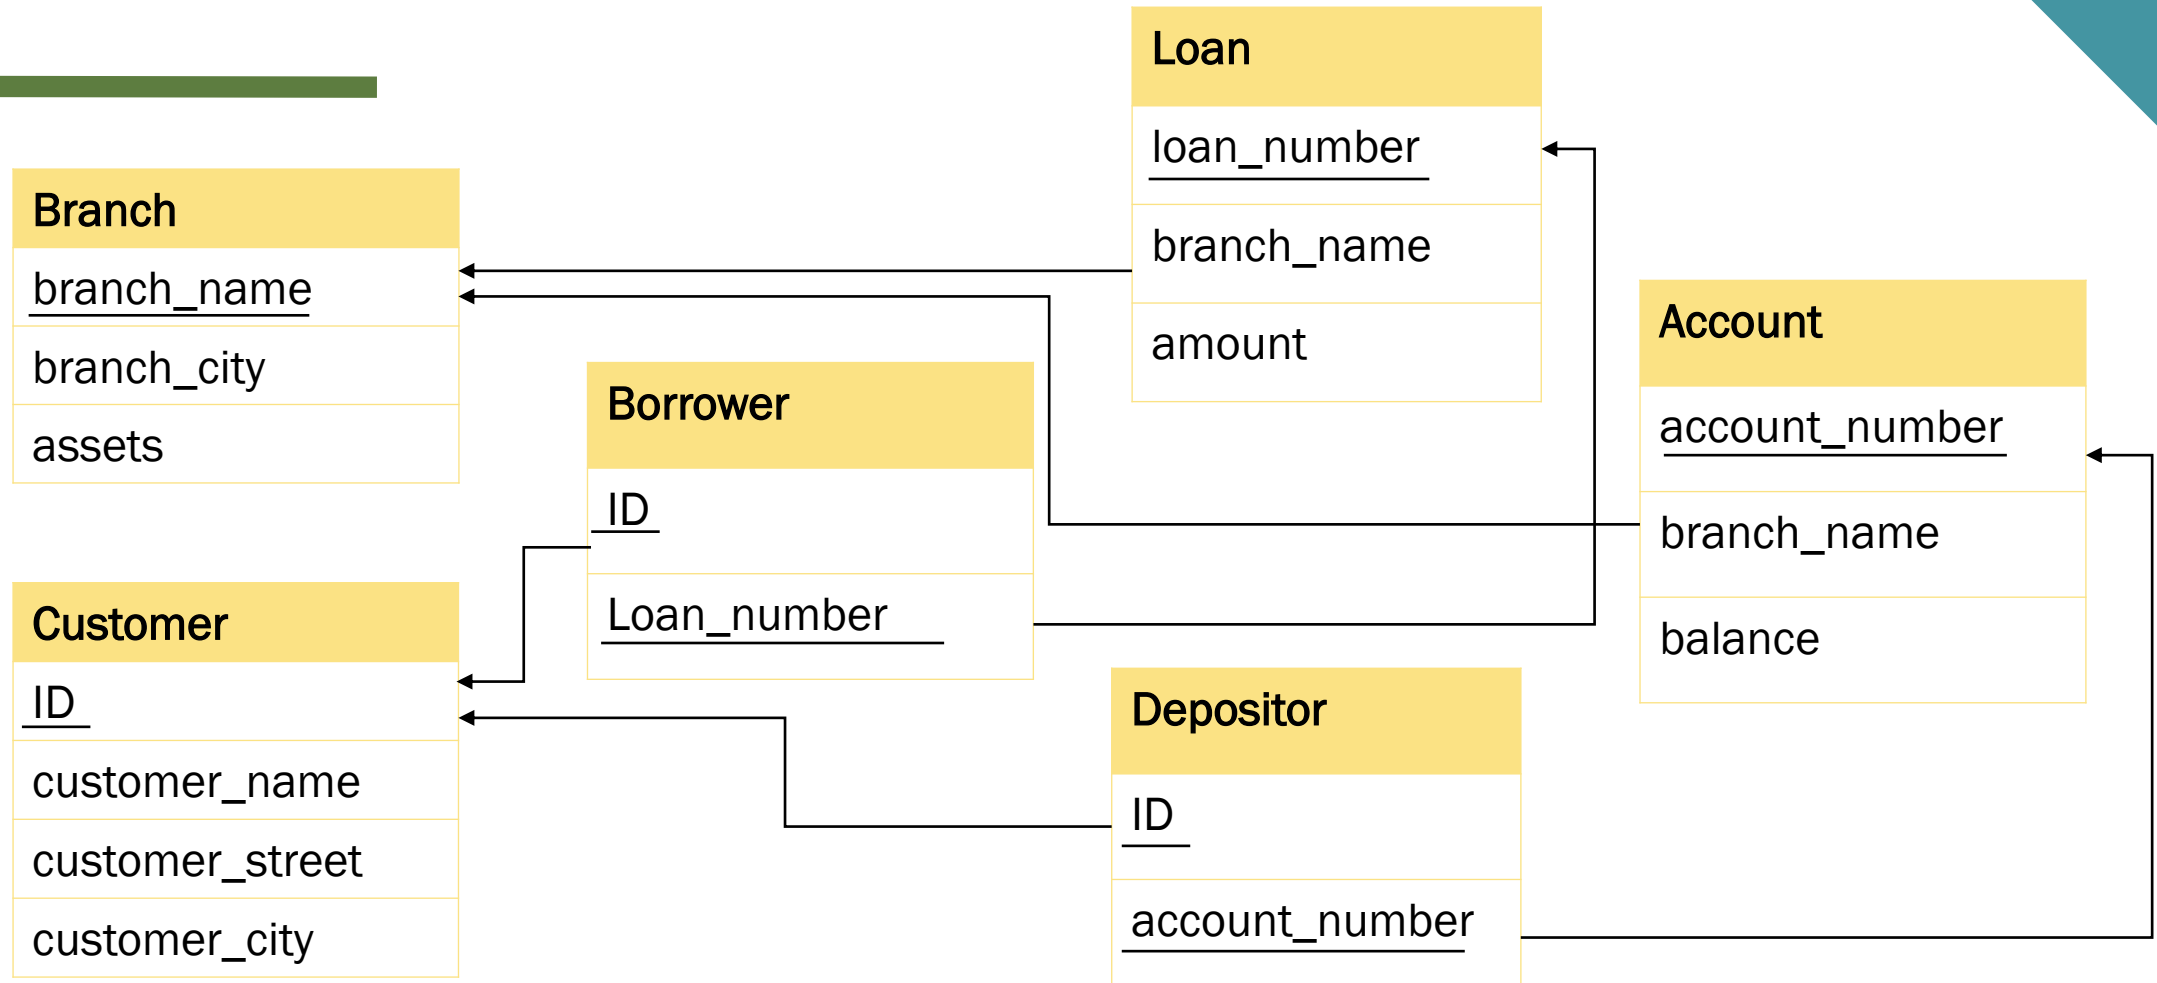 Branch
branch_name
branch_city
assets
Customer
ID
customer_name
customer_street
customer_city
Borrower
ID
Loan_number
Loan
loan_number
branch_name
amount
Depositor
ID
account_number
Account
account_number
branch_name
balance